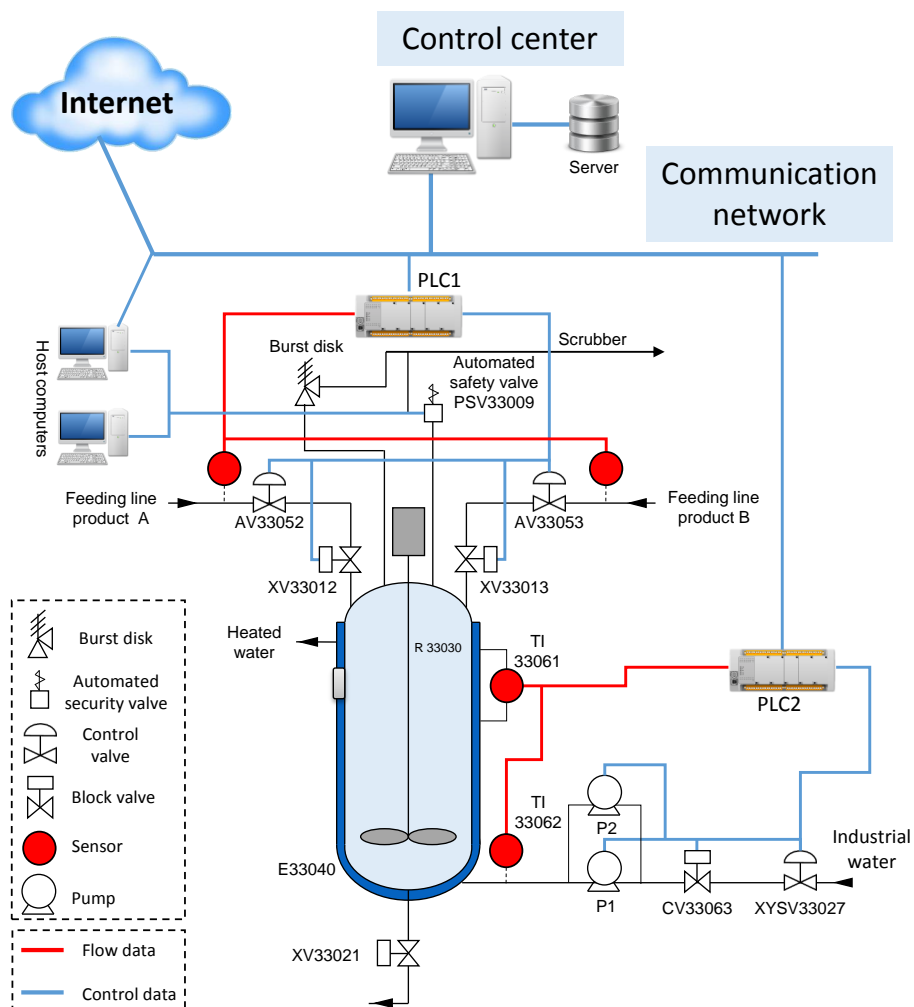 Control center
Internet
Server
Communication
network
PLC1
Host computers
Burst disk
Scrubber
Automated
safety valve
PSV33009
Feeding line
product A
AV33052
AV33053
Feeding line
product B
XV33012
XV33013
Heated
water
R 33030
TI
33061
PLC2
TI
33062
P2
P1
Industrial
water
CV33063
XYSV33027
E33040
XV33021
Burst disk
Automated
security valve
Control
valve
Block valve
Sensor
Pump
Flow data
Control data